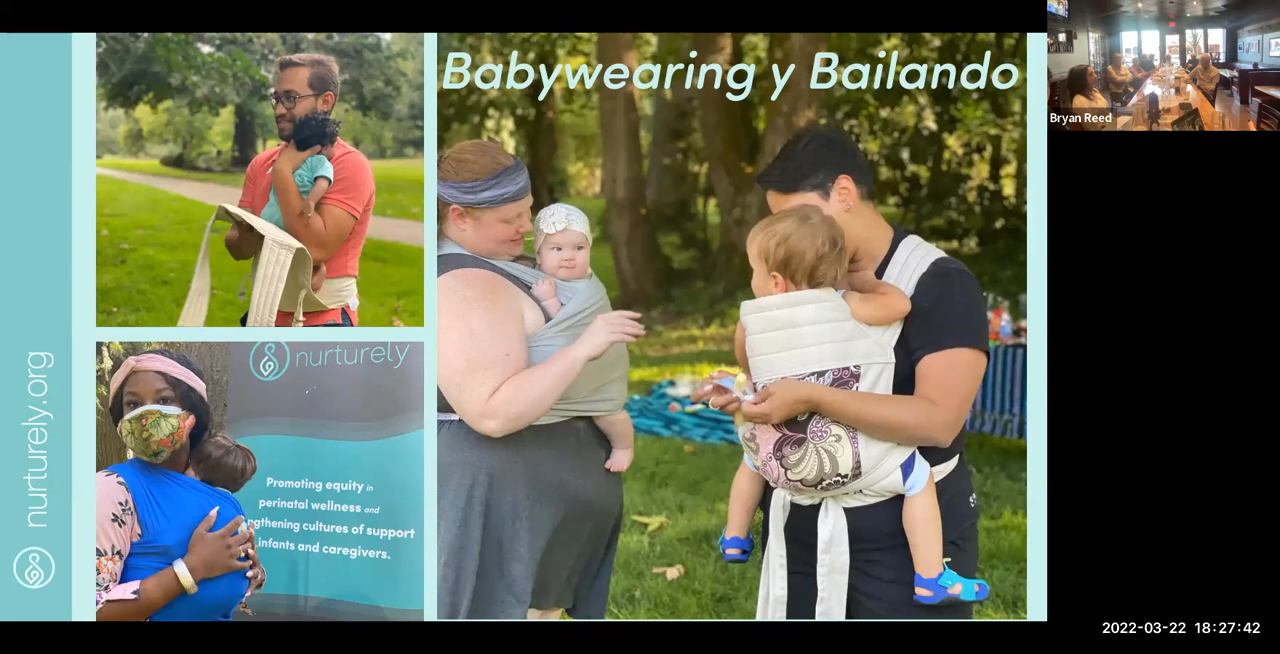 nurturely.org
Babywearing y Bailando
nurturely
Promoting equity in
perinatal wellness and
ngthening cultures of support
infants and caregivers.
Bryan Reed
2022-03-22 18:27:42